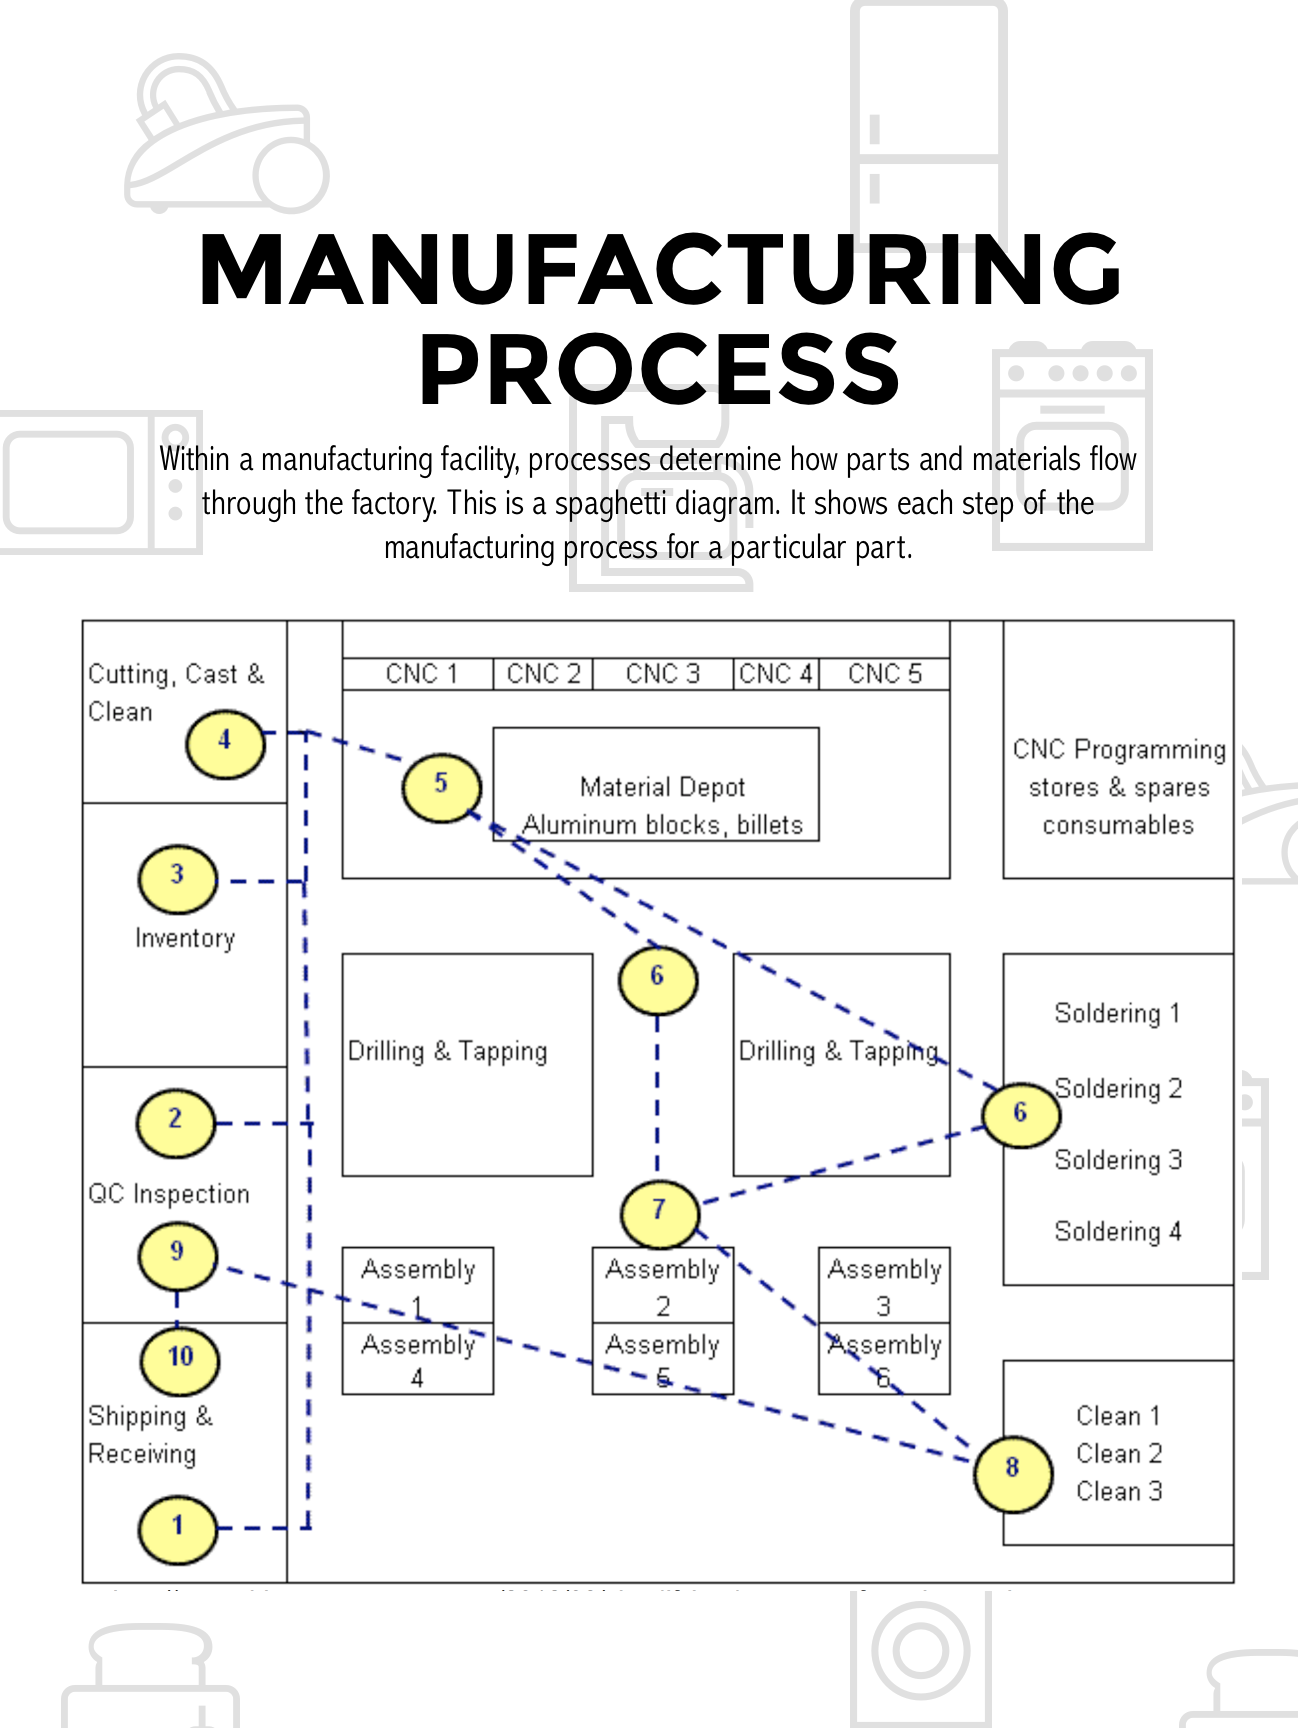 MANUFACTURING
PROCESS
Within a manufacturing facility, processes determine how parts and materials flow
through the factory. This is a spaghetti diagram. It shows each step of the
manufacturing process for a particular part.
Cutting, Cast &
Clean
4
CNC 1
CNC 2
CNC 3
CNC 4
CNC 5
5
Material Depot
Aluminum blocks, billets
CNC Programming
stores & spares
consumables
3
Inventory
6
Drilling & Tapping
Drilling & Tapping
Soldering 1
Soldering 2
6
Soldering 3
Soldering 4
2
QC Inspection
9
7
Assembly
1
Assembly
2
Assembly
3
Assembly
4
Assembly
5
Assembly
6
10
Shipping &
Receiving
1
8
Clean 1
Clean 2
Clean 3